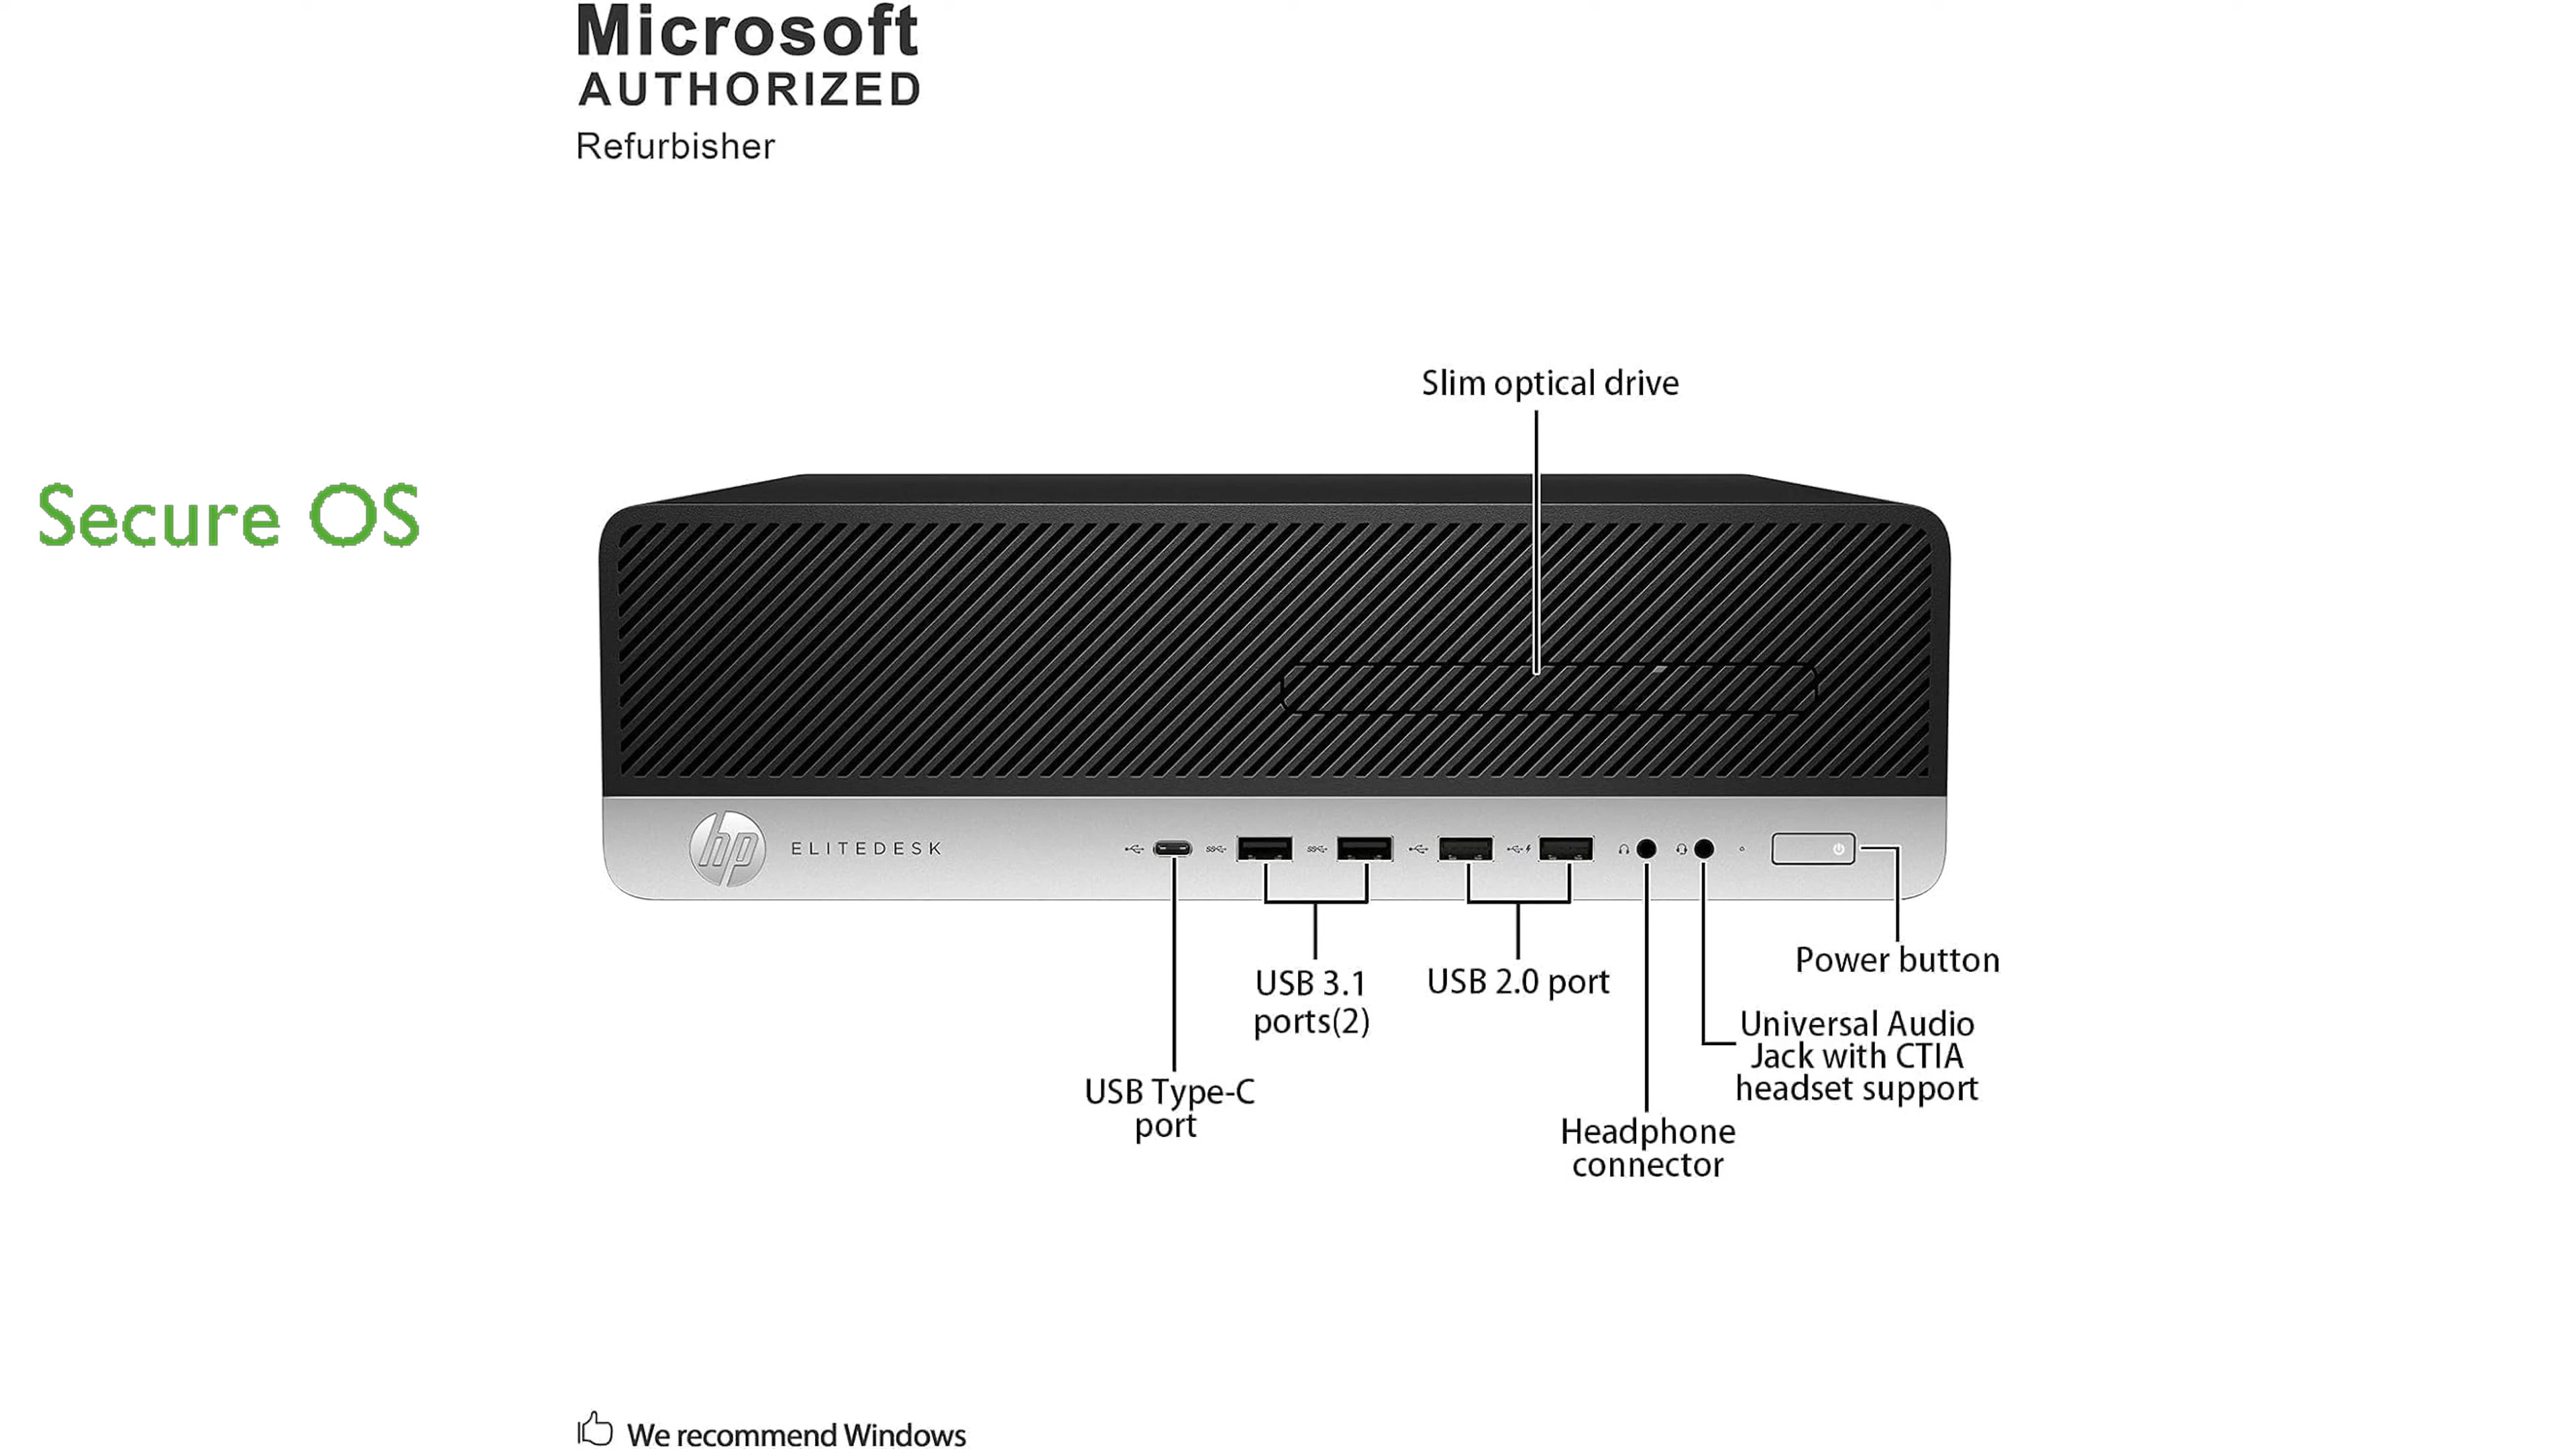 Microsoft
AUTHORIZED
Refurbisher
Slim optical drive
Secure OS
hp
ELITEDESK
Power button
USB 3.1
ports(2)
USB 2.0 port
Universal Audio
Jack with CTIA
headset support
USB Type-C
port
Headphone
connector
We recommend Windows